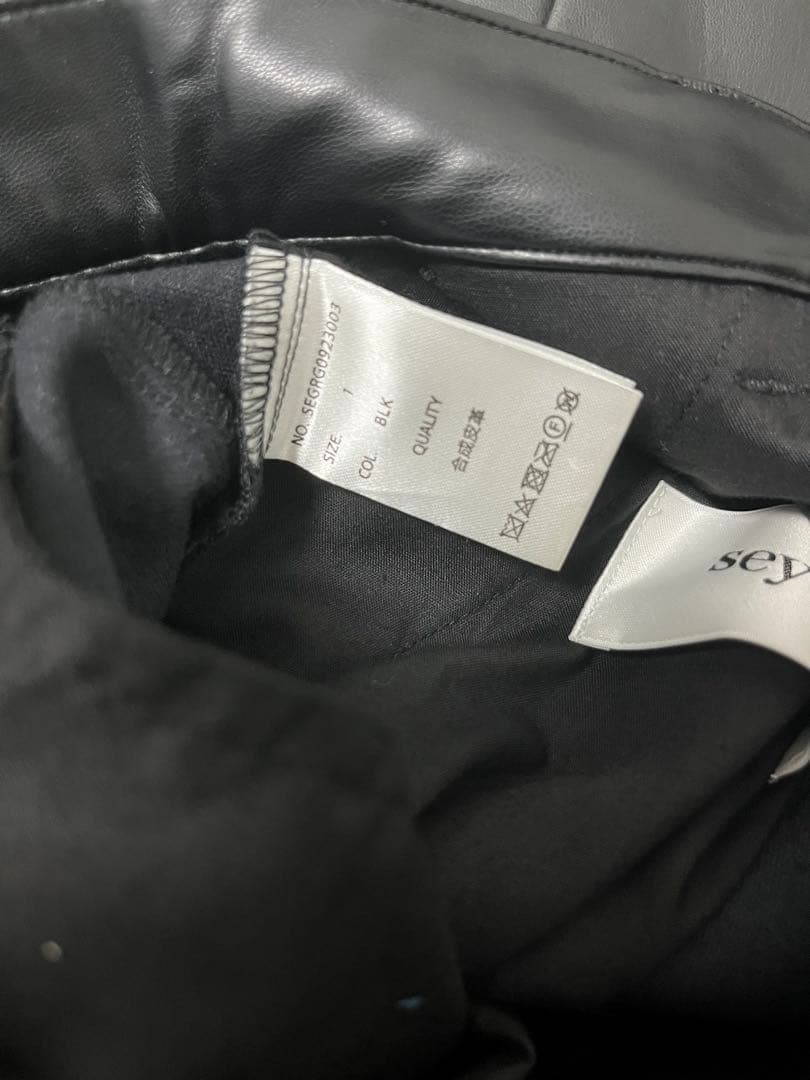 NO. SEGRG0923003
SIZE. 1
COL. BLK
QUALITY
合成皮革
sey